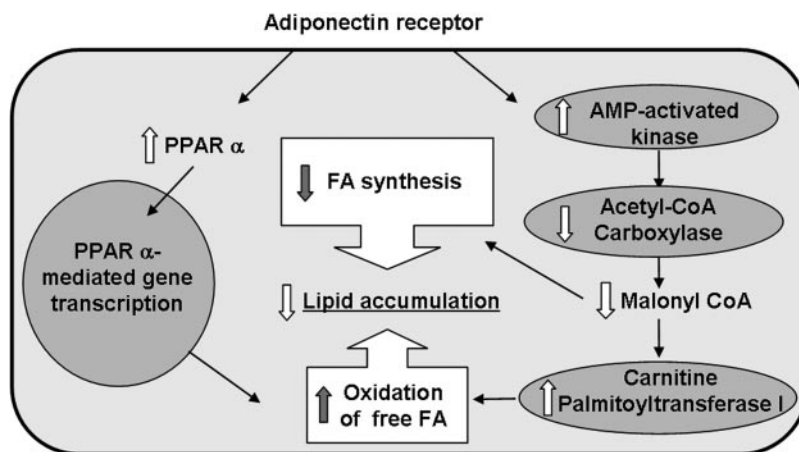 Adiponectin receptor
PPAR α
PPAR α-
mediated gene
transcription
FA synthesis
Lipid accumulation
Oxidation
of free FA
AMP-activated
kinase
Acetyl-CoA
Carboxylase
Malonyl CoA
Carnitine
Palmitoyltransferase I